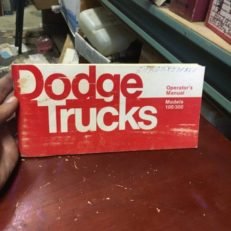 Dodge
Trucks
Operator's
Manual
Models
100-300